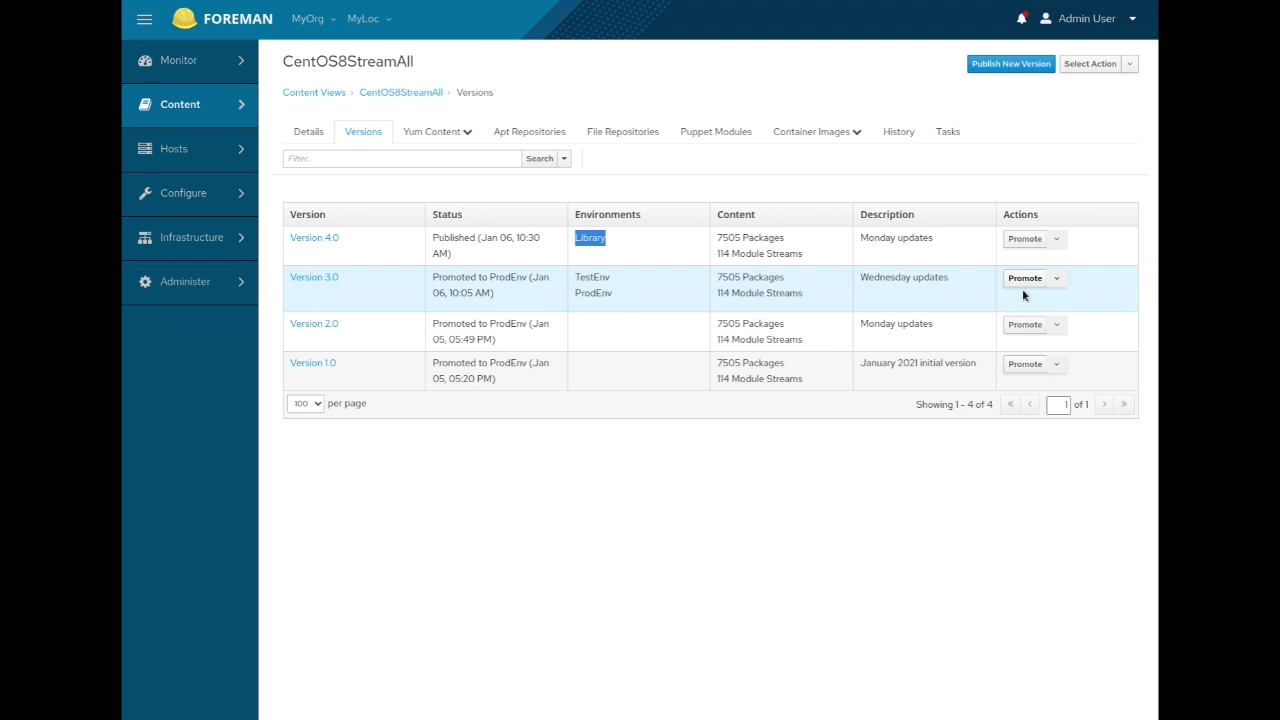 FOREMAN MyOrg MyLoc Admin User
Monitor
Content
Hosts
Configure
Infrastructure
Administer
CentOS8StreamAll
Publish New Version Select Action
Content Views › CentOS8StreamAll › Versions
Details Versions Yum Content Apt Repositories File Repositories Puppet Modules Container Images History Tasks
Filter... Search
Version Status Environments Content Description Actions
Version 4.0 Published (Jan 06, 10:30 Library 7505 Packages Monday updates Promote
AM) 114 Module Streams
Version 3.0 Promoted to ProdEnv (Jan TestEnv 7505 Packages Wednesday updates Promote
06, 10:05 AM) ProdEnv 114 Module Streams
Version 2.0 Promoted to ProdEnv (Jan 7505 Packages Monday updates Promote
05, 05:49 PM) 114 Module Streams
Version 1.0 Promoted to ProdEnv (Jan 7505 Packages January 2021 initial version Promote
05, 05:20 PM) 114 Module Streams
100 per page Showing 1 - 4 of 4 « ‹ 1 of 1 › »